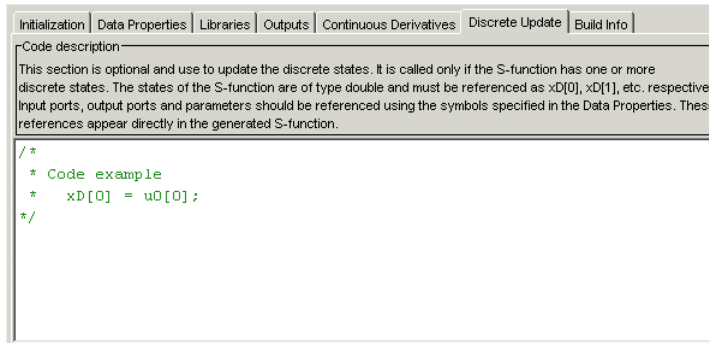 Initialization Data Properties Libraries Outputs Continuous Derivatives Discrete Update Build Info
Code description
This section is optional and use to update the discrete states. It is called only if the S-function has one or more
discrete states. The states of the S-function are of type double and must be referenced as xD[0], xD[1], etc. respective
Input ports, output ports and parameters should be referenced using the symbols specified in the Data Properties. Thes
references appear directly in the generated S-function.
/*
* Code example
* xD[0] = u0[0];
*/